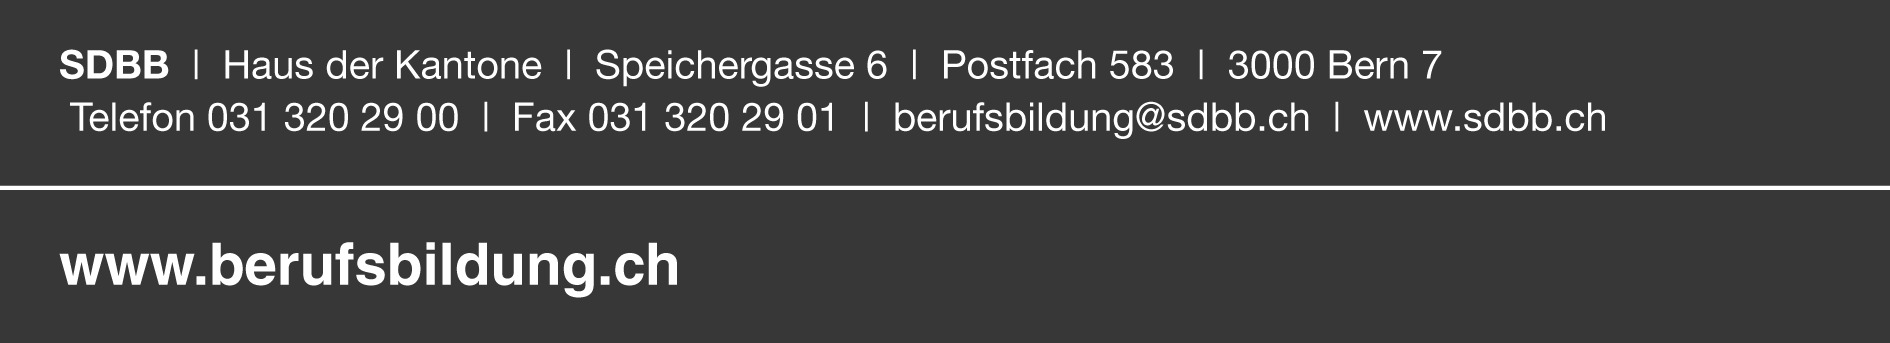 SDBB | Haus der Kantone | Speichergasse 6 | Postfach 583 | 3000 Bern 7
Telefon 031 320 29 00 | Fax 031 320 29 01 | berufsbildung@sdbb.ch | www.sdbb.ch
www.berufsbildung.ch